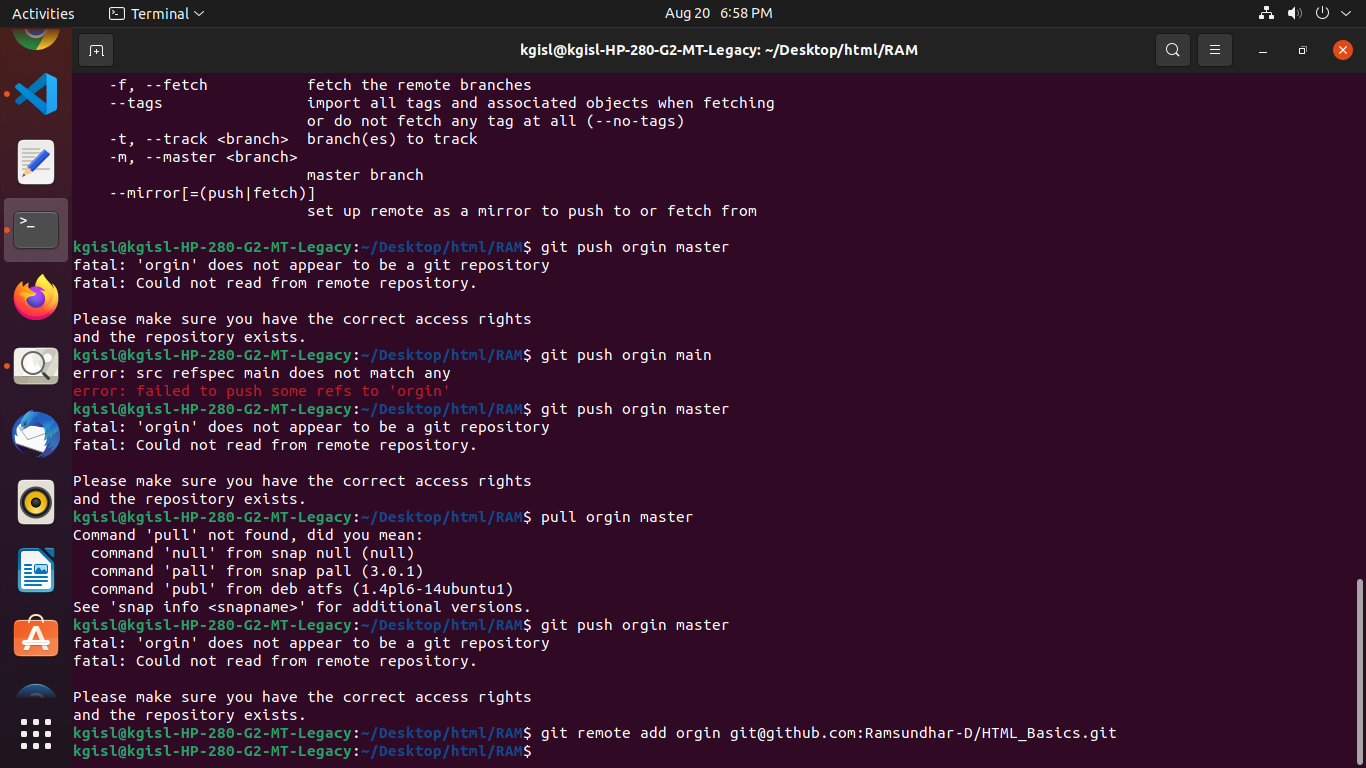 Activities Terminal Aug 20 6:58 PM
kgisl@kgisl-HP-280-G2-MT-Legacy: ~/Desktop/html/RAM
-f, --fetch fetch the remote branches
--tags import all tags and associated objects when fetching
or do not fetch any tag at all (--no-tags)
-t, --track <branch> branch(es) to track
-m, --master <branch>
master branch
--mirror[=(push|fetch)]
set up remote as a mirror to push to or fetch from
kgisl@kgisl-HP-280-G2-MT-Legacy:~/Desktop/html/RAM$ git push orgin master
fatal: 'orgin' does not appear to be a git repository
fatal: Could not read from remote repository.
Please make sure you have the correct access rights
and the repository exists.
kgisl@kgisl-HP-280-G2-MT-Legacy:~/Desktop/html/RAM$ git push orgin main
error: src refspec main does not match any
error: failed to push some refs to 'orgin'
kgisl@kgisl-HP-280-G2-MT-Legacy:~/Desktop/html/RAM$ git push orgin master
fatal: 'orgin' does not appear to be a git repository
fatal: Could not read from remote repository.
Please make sure you have the correct access rights
and the repository exists.
kgisl@kgisl-HP-280-G2-MT-Legacy:~/Desktop/html/RAM$ pull orgin master
Command 'pull' not found, did you mean:
command 'null' from snap null (null)
command 'pall' from snap pall (3.0.1)
command 'publ' from deb atfs (1.4pl6-14ubuntu1)
See 'snap info <snapname>' for additional versions.
kgisl@kgisl-HP-280-G2-MT-Legacy:~/Desktop/html/RAM$ git push orgin master
fatal: 'orgin' does not appear to be a git repository
fatal: Could not read from remote repository.
Please make sure you have the correct access rights
and the repository exists.
kgisl@kgisl-HP-280-G2-MT-Legacy:~/Desktop/html/RAM$ git remote add orgin git@github.com:Ramsundhar-D/HTML_Basics.git
kgisl@kgisl-HP-280-G2-MT-Legacy:~/Desktop/html/RAM$